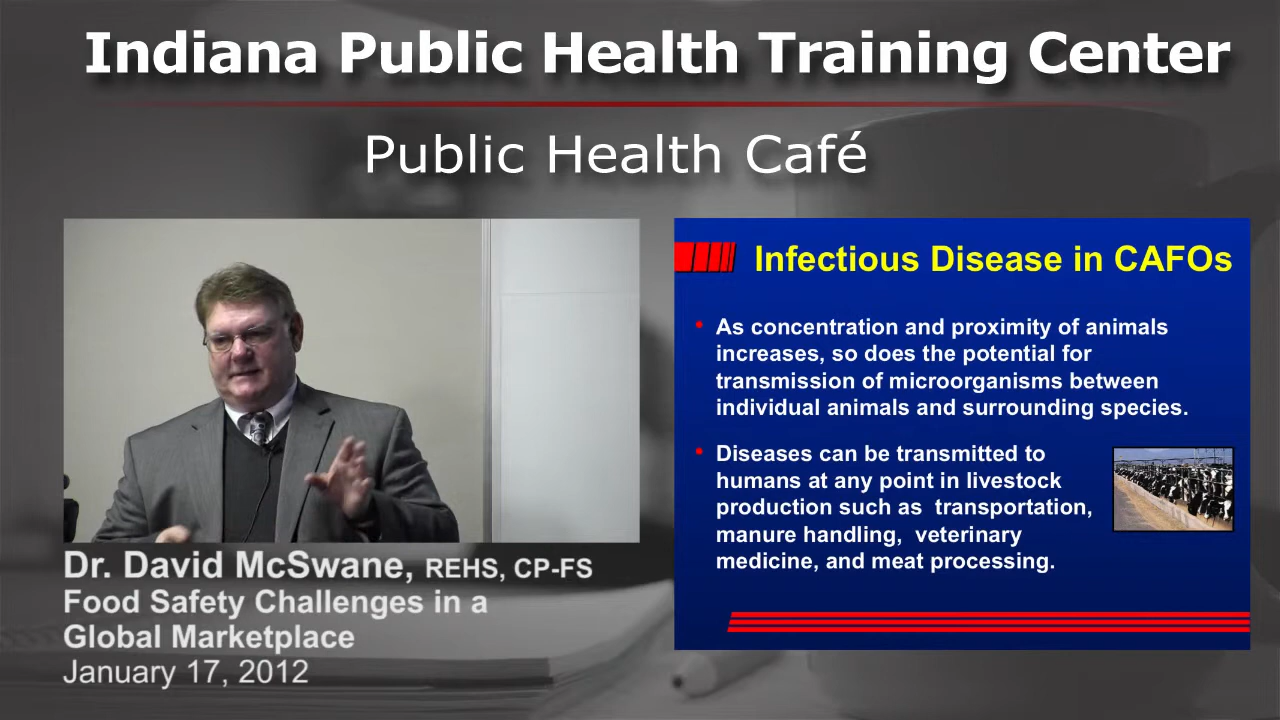 Indiana Public Health Training Center
Public Health Café
Infectious Disease in CAFOs
• As concentration and proximity of animals
increases, so does the potential for
transmission of microorganisms between
individual animals and surrounding species.
• Diseases can be transmitted to
humans at any point in livestock
production such as transportation,
manure handling, veterinary
medicine, and meat processing.
Dr. David McSwane, REHS, CP-FS
Food Safety Challenges in a
Global Marketplace
January 17, 2012